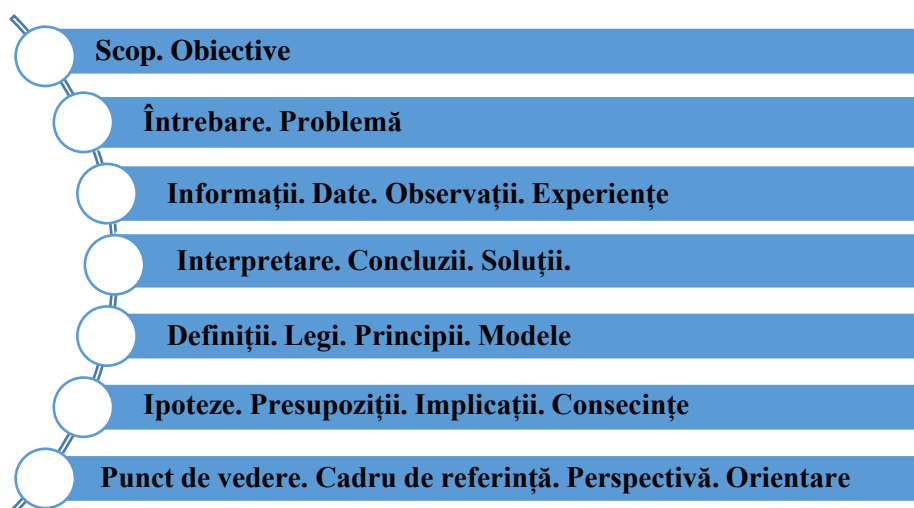 Scop. Obiective
Întrebare. Problemă
Informații. Date. Observații. Experiențe
Interpretare. Concluzii. Soluții.
Definiții. Legi. Principii. Modele
Ipoteze. Presupoziții. Implicații. Consecințe
Punct de vedere. Cadru de referință. Perspectivă. Orientare